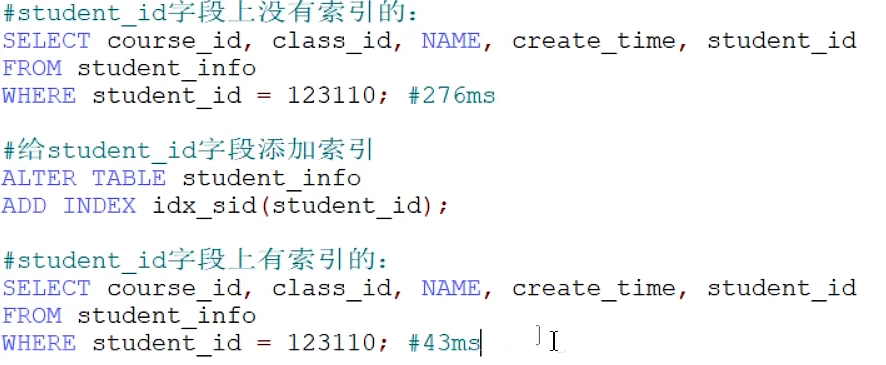 #student_id字段上没有索引的：
SELECT course_id, class_id, NAME, create_time, student_id
FROM student_info
WHERE student_id = 123110; #276ms
#给student_id字段添加索引
ALTER TABLE student_info
ADD INDEX idx_sid(student_id);
#student_id字段上有索引的：
SELECT course_id, class_id, NAME, create_time, student_id
FROM student_info
WHERE student_id = 123110; #43ms